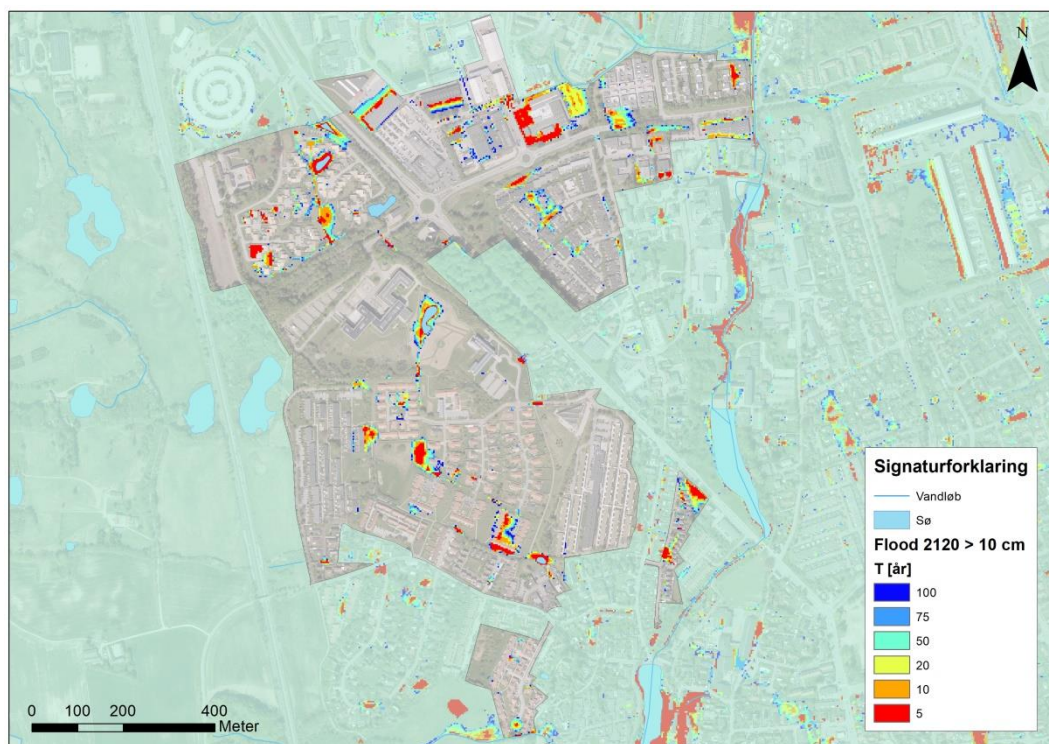 N
Signaturforklaring
Vandløb
Sø
Flood 2120 > 10 cm
T [år]
100
75
50
20
10
5
0 100 200 400
Meter